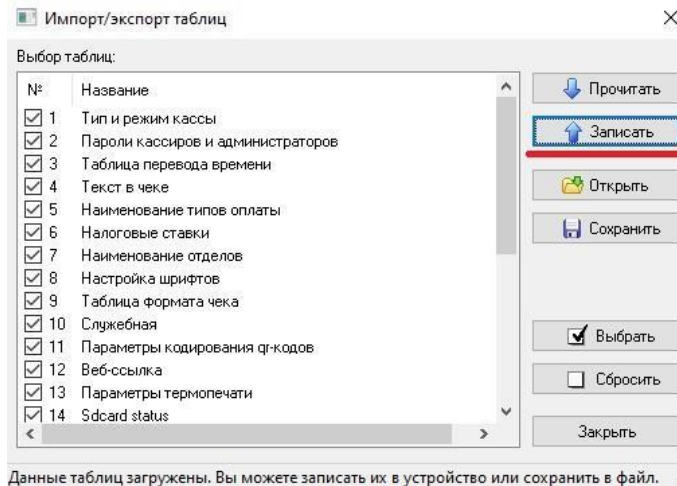 Импорт/экспорт таблиц
Выбор таблиц:
№ Название
1 Тип и режим кассы
2 Пароли кассиров и администраторов
3 Таблица перевода времени
4 Текст в чеке
5 Наименование типов оплаты
6 Налоговые ставки
7 Наименование отделов
8 Настройка шрифтов
9 Таблица формата чека
10 Служебная
11 Параметры кодирования qr-кодов
12 Веб-ссылка
13 Параметры термопечати
14 Sdcard status
Прочитать
Записать
Открыть
Сохранить
Выбрать
Сбросить
Закрыть
Данные таблиц загружены. Вы можете записать их в устройство или сохранить в файл.